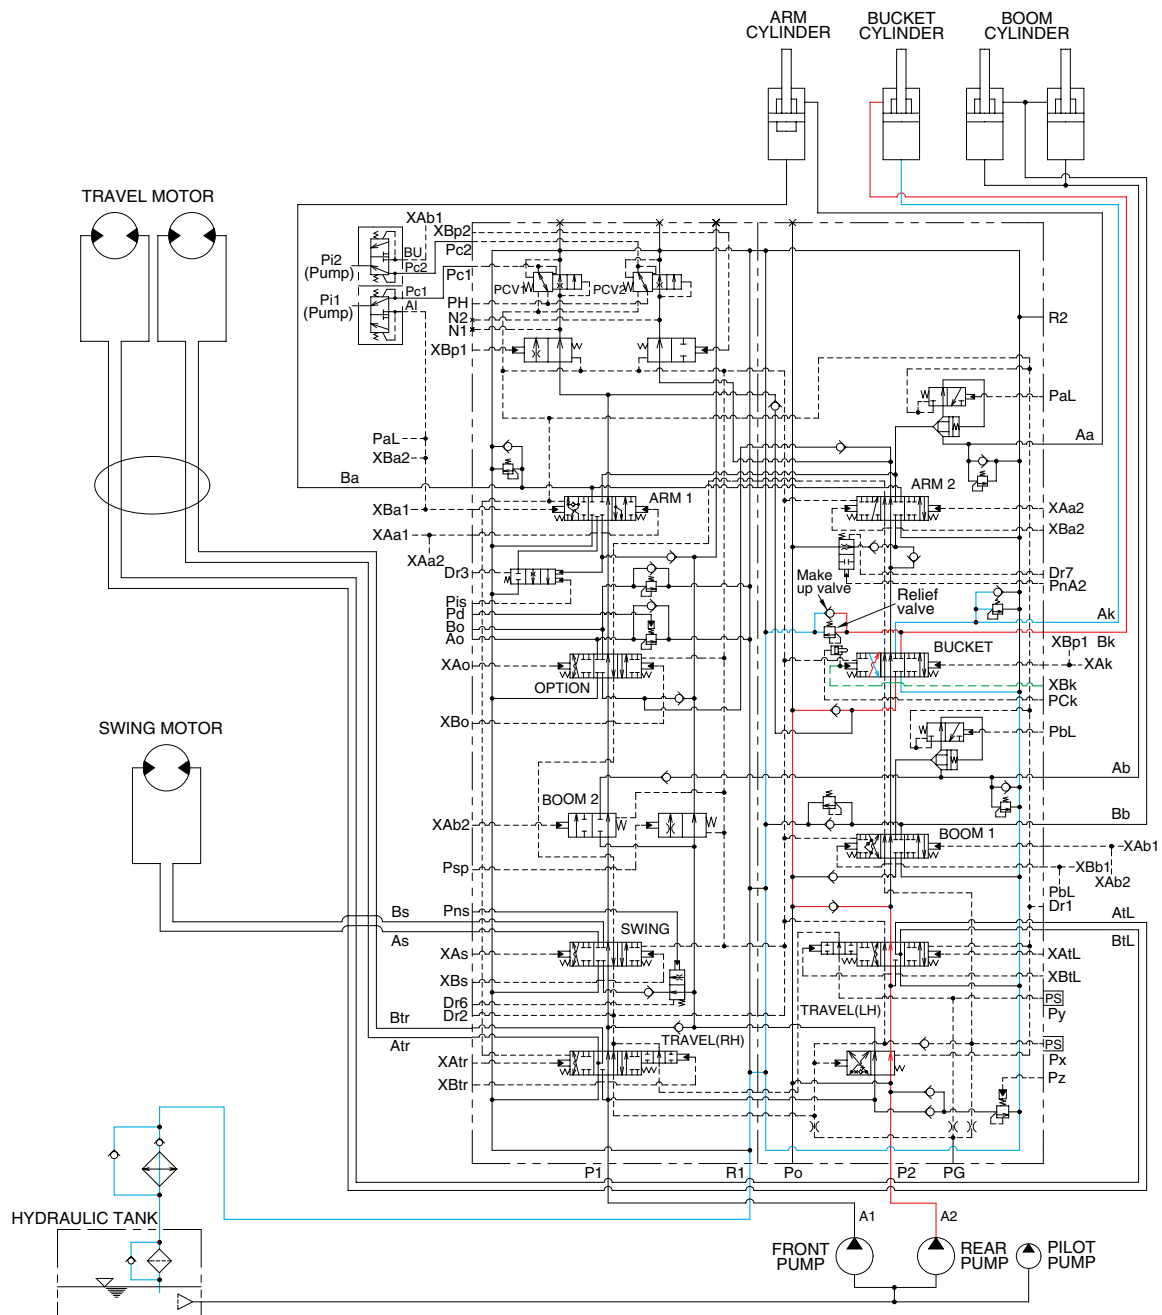 ARM
CYLINDER
BUCKET
CYLINDER
BOOM
CYLINDER
TRAVEL MOTOR
XAb1
XBp2
Pc2
BU
Pc2
Pi2
(Pump)
Pc1
Pc1
Pi1
(Pump)
AI
PCV1
PCV2
PH
N2
N1
XBp1
R2
PaL
Aa
PaL
XBa2
Ba
ARM 1
ARM 2
XBa1
XAa1
XAa2
XAa2
XBa2
Dr3
Dr7
PnA2
Make
up valve
Relief
valve
Pis
Pd
Bo
Ao
Ak
XBp1 Bk
BUCKET
XAo
OPTION
XAk
XBk
PCk
XBo
PbL
SWING MOTOR
Ab
BOOM 2
Bb
XAb2
BOOM 1
XAb1
XBb1
XAb2
Psp
PbL
Dr1
Bs
Pns
AtL
BtL
As
SWING
XAs
XAtL
XBs
XBtL
Dr6
Dr2
PS
Py
Btr
TRAVEL(LH)
TRAVEL(RH)
Atr
PS
XAtr
Px
XBtr
Pz
P1
R1
Po
P2
PG
HYDRAULIC TANK
A1
A2
FRONT
PUMP
REAR
PUMP
PILOT
PUMP